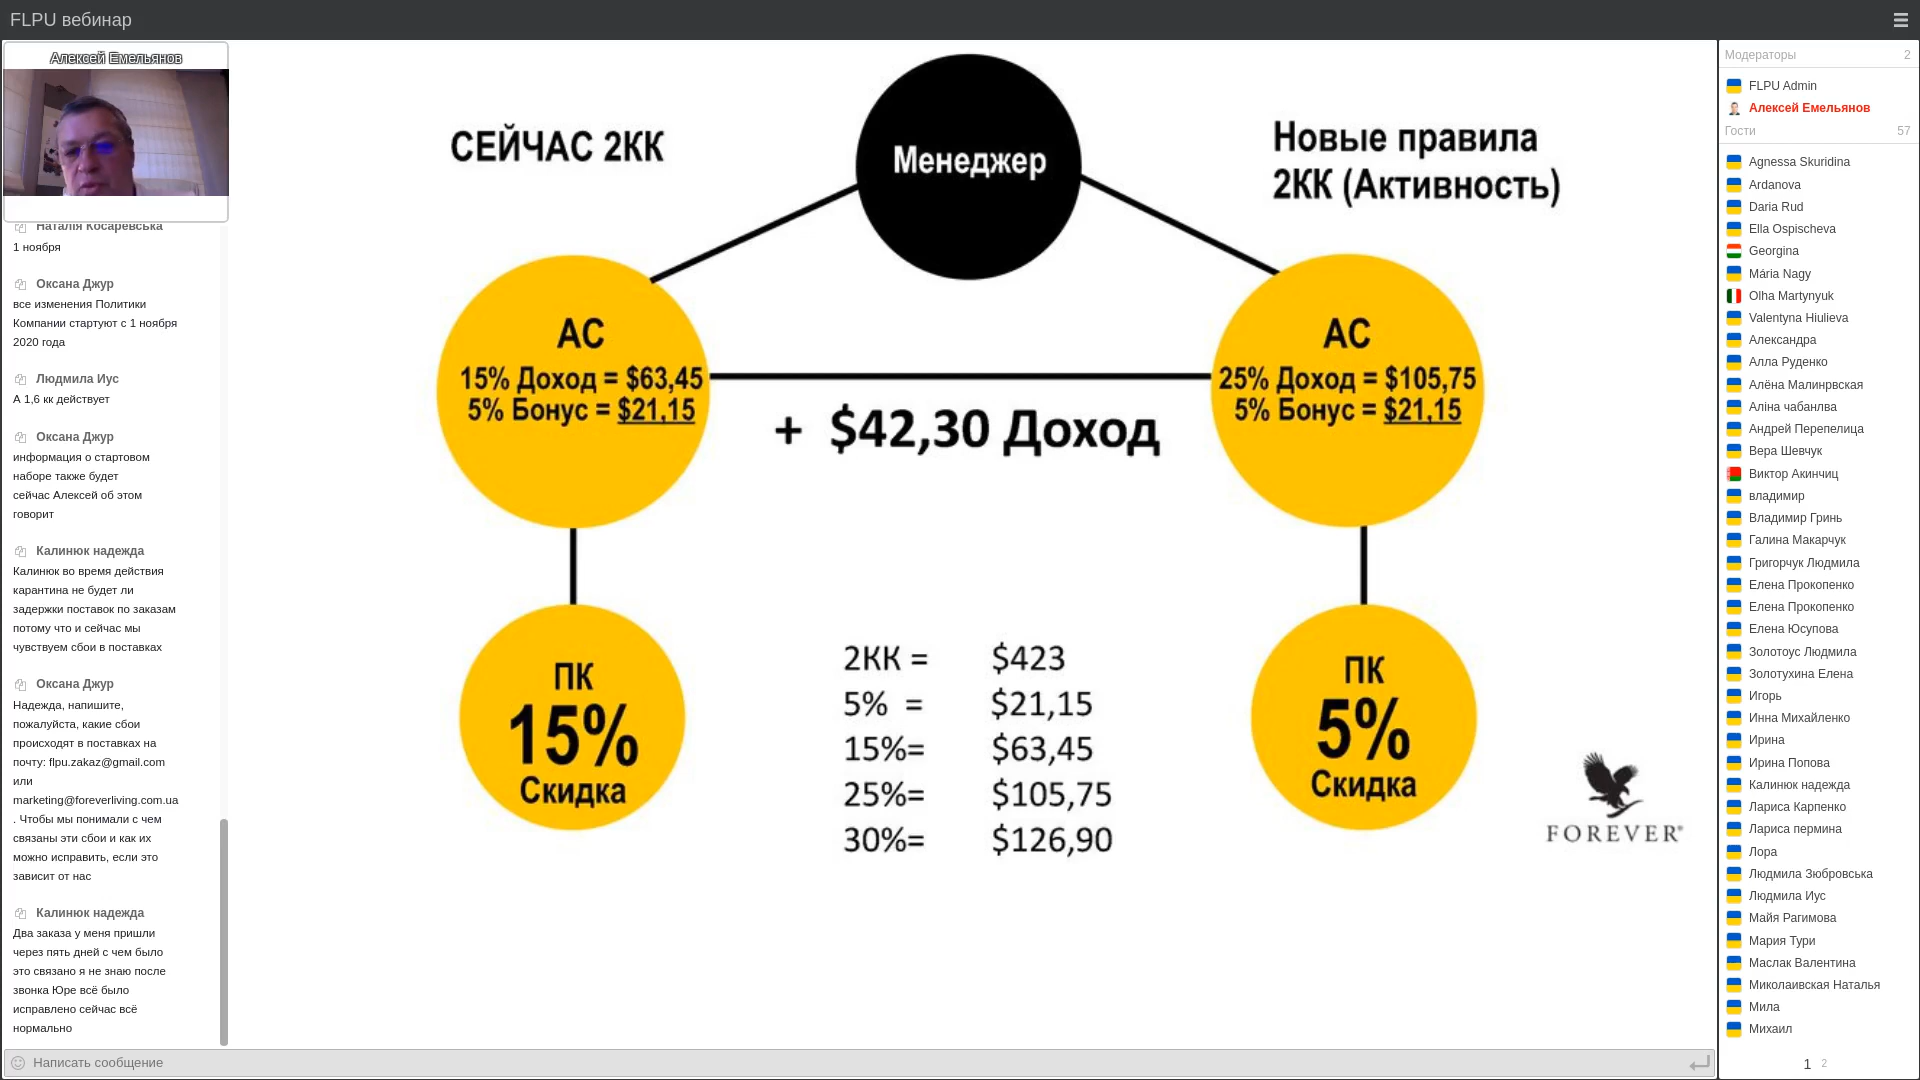 FLPU вебинар
Алексей Емельянов
Наталія Косаревська
1 ноября
Оксана Джур
все изменения Политики
Компании стартуют с 1 ноября
2020 года
Людмила Иус
А 1,6 кк действует
Оксана Джур
информация о стартовом
наборе также будет
сейчас Алексей об этом
говорит
Калинюк надежда
Калинюк во время действия
карантина не будет ли
задержки поставок по заказам
потому что и сейчас мы
чувствуем сбои в поставках
Оксана Джур
Надежда, напишите,
пожалуйста, какие сбои
происходят в поставках на
почту: flpu.zakaz@gmail.com
или
marketing@foreverliving.com.ua
. Чтобы мы понимали с чем
связаны эти сбои и как их
можно исправить, если это
зависит от нас
Калинюк надежда
Два заказа у меня пришли
через пять дней с чем было
это связано я не знаю после
звонка Юре всё было
исправлено сейчас всё
нормально
Написать сообщение
СЕЙЧАС 2КК
Менеджер
Новые правила
2КК (Активность)
АС
15% Доход = $63,45
5% Бонус = $21,15
+ $42,30 Доход
АС
25% Доход = $105,75
5% Бонус = $21,15
ПК
15%
Скидка
2КК = $423
5% = $21,15
15%= $63,45
25%= $105,75
30%= $126,90
ПК
5%
Скидка
FOREVER®
Модераторы 2
FLPU Admin
Алексей Емельянов
Гости 57
Agnessa Skuridina
Ardanova
Daria Rud
Ella Ospischeva
Georgina
Mária Nagy
Olha Martynyuk
Valentyna Hiulieva
Александра
Алла Руденко
Алёна Малинрвская
Аліна чабанлва
Андрей Перепелица
Вера Шевчук
Виктор Акинчиц
владимир
Владимир Гринь
Галина Макарчук
Григорчук Людмила
Елена Прокопенко
Елена Прокопенко
Елена Юсупова
Золотоус Людмила
Золотухина Елена
Игорь
Инна Михайленко
Ирина
Ирина Попова
Калинюк надежда
Лариса Карпенко
Лариса пермина
Лора
Людмила Зюбровська
Людмила Иус
Майя Рагимова
Мария Тури
Маслак Валентина
Миколаивская Наталья
Мила
Михаил
1 2